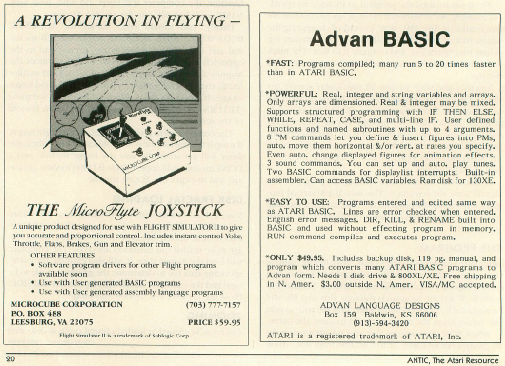 A REVOLUTION IN FLYING –
MICROCUBE CORP
THE MicroFlyte JOYSTICK
A unique product designed for use with FLIGHT SIMULATOR II to give
you accurate and proportional control. Includes instant control Yoke,
Throttle, Flaps, Brakes, Gun and Elevator trim.
OTHER FEATURES
• Software program drivers for other Flight programs
available soon
• Use with User generated BASIC programs
• Use with User generated assembly language programs
MICROCUBE CORPORATION (703) 777-7157
P.O. BOX 488
LEESBURG, VA 22075 PRICE $59.95
Flight Simulator II is trademark of Sublogic Corp
Advan BASIC
*FAST: Programs compiled; many run 5 to 20 times faster
than in ATARI BASIC.
*POWERFUL: Real, integer and string variables and arrays.
Only arrays are dimensioned. Real & integer may be mixed.
Supports structured programming with IF THEN ELSE,
WHILE, REPEAT, CASE, and multi-line IF. User defined
functions and named subroutines with up to 4 arguments.
8 PM commands let you define & insert figures into PMs,
auto. move them horizontal &/or vert. at rates you specify.
Even auto. change displayed figures for animation effects.
3 sound commands. You can set up and auto. play tunes.
Two BASIC commands for displaylist interrupts. Built-in
assembler. Can access BASIC variables. Ramdisk for 130XE.
*EASY TO USE: Programs entered and edited same way
as ATARI BASIC. Lines are error checked when entered.
English error messages. DIR, KILL, & RENAME built into
BASIC and used without effecting program in memory.
RUN command compiles and executes program.
*ONLY $49.95. Includes backup disk, 119 pg. manual, and
program which converts many ATARI BASIC programs to
Advan form. Needs 1 disk drive & 800XL/XE. Free shipping
in N. Amer. $3.00 outside N. Amer. VISA/MC accepted.
ADVAN LANGUAGE DESIGNS
Box 159 Baldwin, KS 66006
(913)-594-3420
ATARI is a registered trademart of ATARI, Inc.
20
ANTIC, The Atari Resource